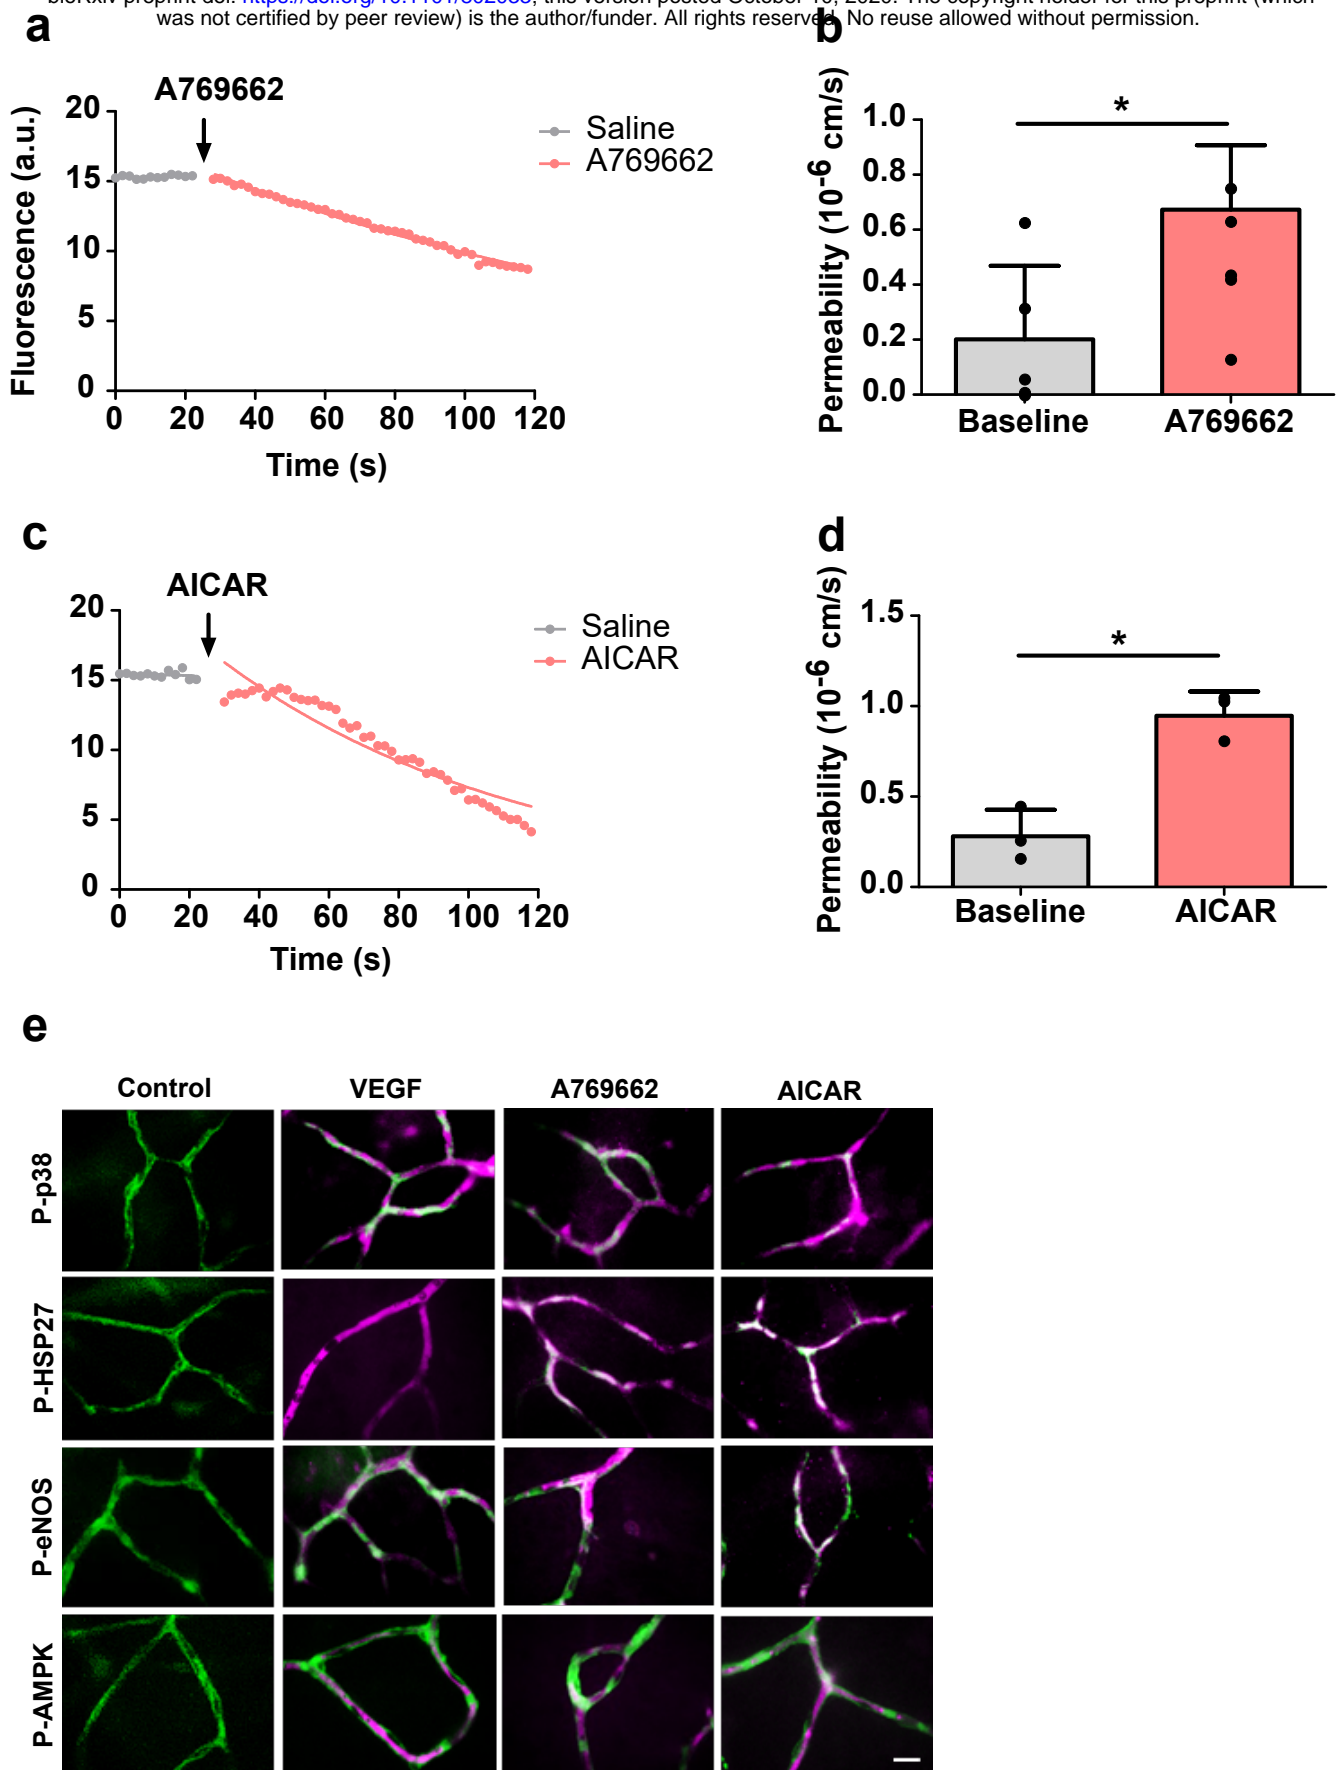 was not certified by peer review) is the author/funder. All rights reserved. No reuse allowed without permission.
a
A769662
Fluorescence (a.u.)
20
15
10
5
0
0 20 40 60 80 100 120
Time (s)
Saline
A769662
b
Permeability (10-6 cm/s)
1.0
0.8
0.6
0.4
0.2
0.0
*
Baseline A769662
c
AICAR
20
15
10
5
0
0 20 40 60 80 100 120
Time (s)
Saline
AICAR
d
Permeability (10-6 cm/s)
1.5
1.0
0.5
0.0
*
Baseline AICAR
e
Control VEGF A769662 AICAR
P-p38
P-HSP27
P-eNOS
P-AMPK